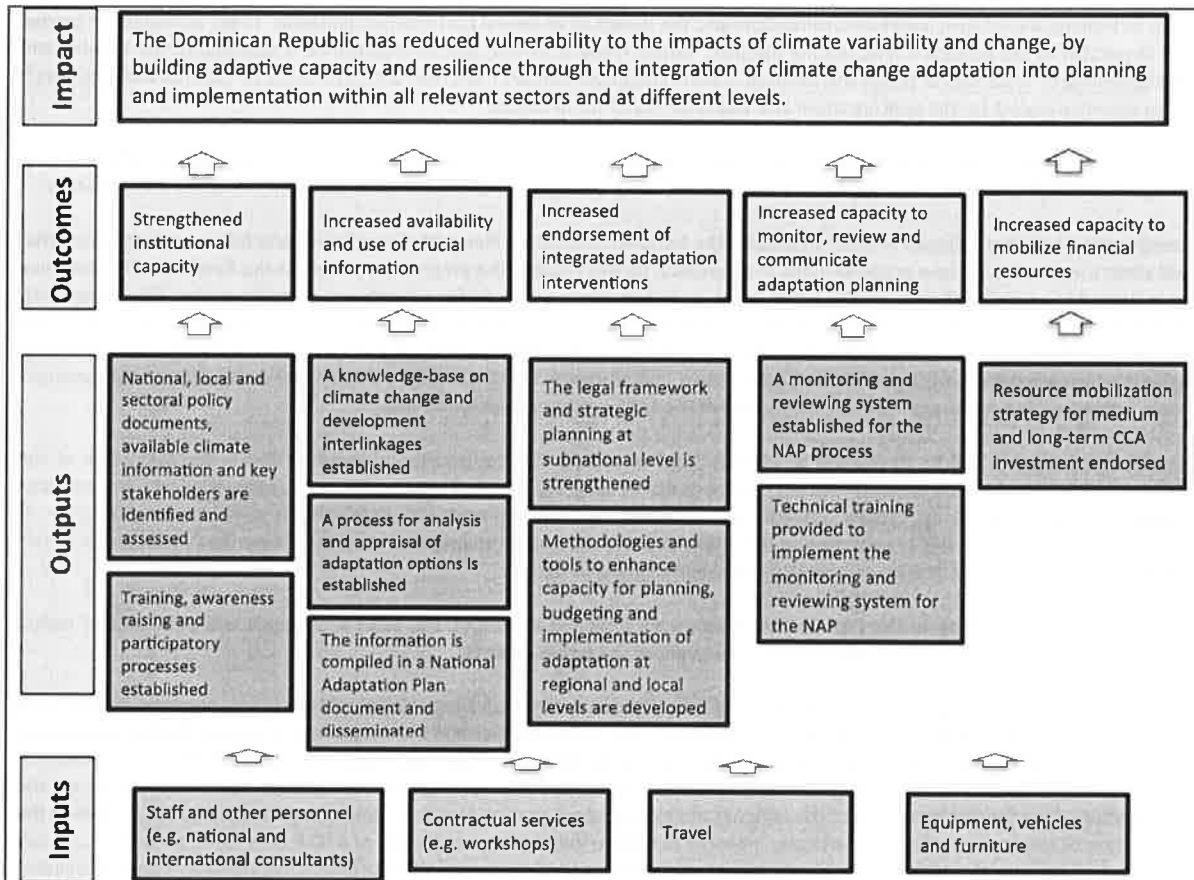 Impact
The Dominican Republic has reduced vulnerability to the impacts of climate variability and change, by
building adaptive capacity and resilience through the integration of climate change adaptation into planning
and implementation within all relevant sectors and at different levels.
Outcomes
Strengthened
institutional
capacity
Increased availability
and use of crucial
information
Increased
endorsement of
integrated adaptation
interventions
Increased capacity to
monitor, review and
communicate
adaptation planning
Increased capacity to
mobilize financial
resources
Outputs
National, local and
sectoral policy
documents,
available climate
information and key
stakeholders are
identified and
assessed
Training, awareness
raising and
participatory
processes
established
A knowledge-base on
climate change and
development
interlinkages
established
A process for analysis
and appraisal of
adaptation options is
established
The information is
compiled in a National
Adaptation Plan
document and
disseminated
The legal framework
and strategic
planning at
subnational level is
strengthened
Methodologies and
tools to enhance
capacity for planning,
budgeting and
implementation of
adaptation at
regional and local
levels are developed
A monitoring and
reviewing system
established for the
NAP process
Technical training
provided to
implement the
monitoring and
reviewing system for
the NAP
Resource mobilization
strategy for medium
and long-term CCA
investment endorsed
Inputs
Staff and other personnel
(e.g. national and
international consultants)
Contractual services
(e.g. workshops)
Travel
Equipment, vehicles
and furniture